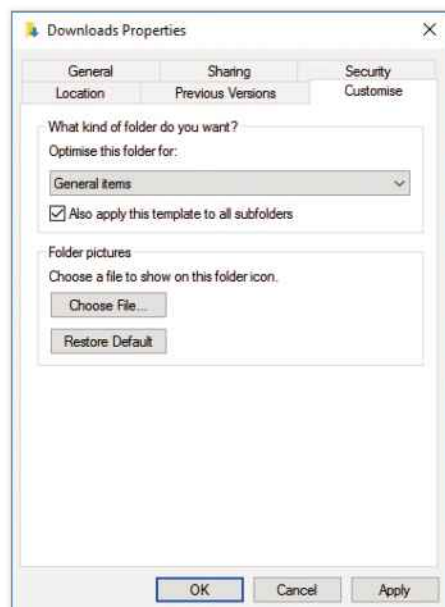 Downloads Properties
General Sharing Security
Location Previous Versions Customise
What kind of folder do you want?
Optimise this folder for:
General items
Also apply this template to all subfolders
Folder pictures
Choose a file to show on this folder icon.
Choose File...
Restore Default
OK Cancel Apply